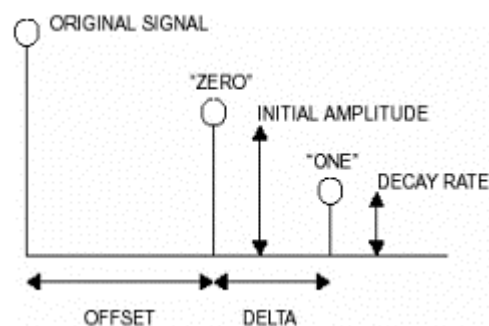 ORIGINAL SIGNAL
"ZERO"
INITIAL AMPLITUDE
"ONE"
DECAY RATE
OFFSET
DELTA